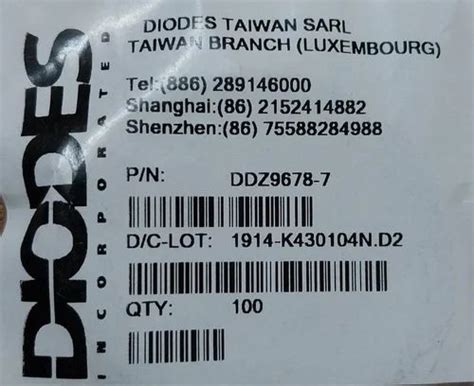 DIODES
INCORPORATED
DIODES TAIWAN SARL
TAIWAN BRANCH (LUXEMBOURG)
Tel:(886) 289146000
Shanghai:(86) 2152414882
Shenzhen:(86) 75588284988
P/N: DDZ9678-7
D/C-LOT: 1914-K430104N.D2
QTY: 100